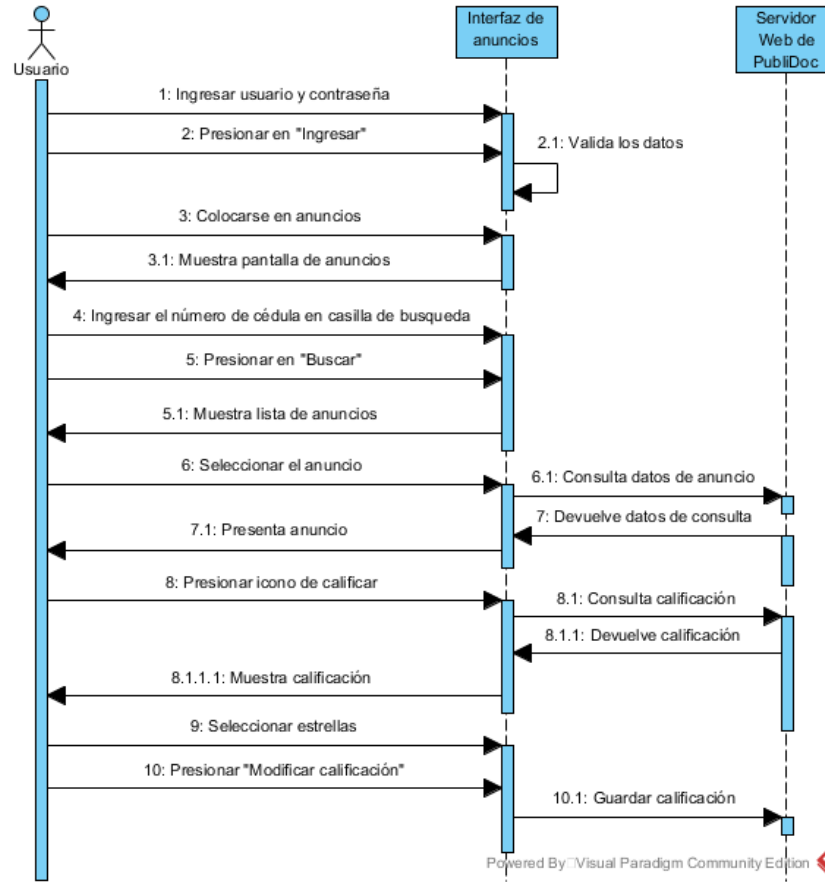 Usuario
Interfaz de
anuncios
Servidor
Web de
PubliDoc
1: Ingresar usuario y contraseña
2: Presionar en "Ingresar"
2.1: Valida los datos
3: Colocarse en anuncios
3.1: Muestra pantalla de anuncios
4: Ingresar el número de cédula en casilla de busqueda
5: Presionar en "Buscar"
5.1: Muestra lista de anuncios
6: Seleccionar el anuncio
6.1: Consulta datos de anuncio
7: Devuelve datos de consulta
7.1: Presenta anuncio
8: Presionar icono de calificar
8.1: Consulta calificación
8.1.1: Devuelve calificación
8.1.1.1: Muestra calificación
9: Seleccionar estrellas
10: Presionar "Modificar calificación"
10.1: Guardar calificación
Powered By Visual Paradigm Community Edition